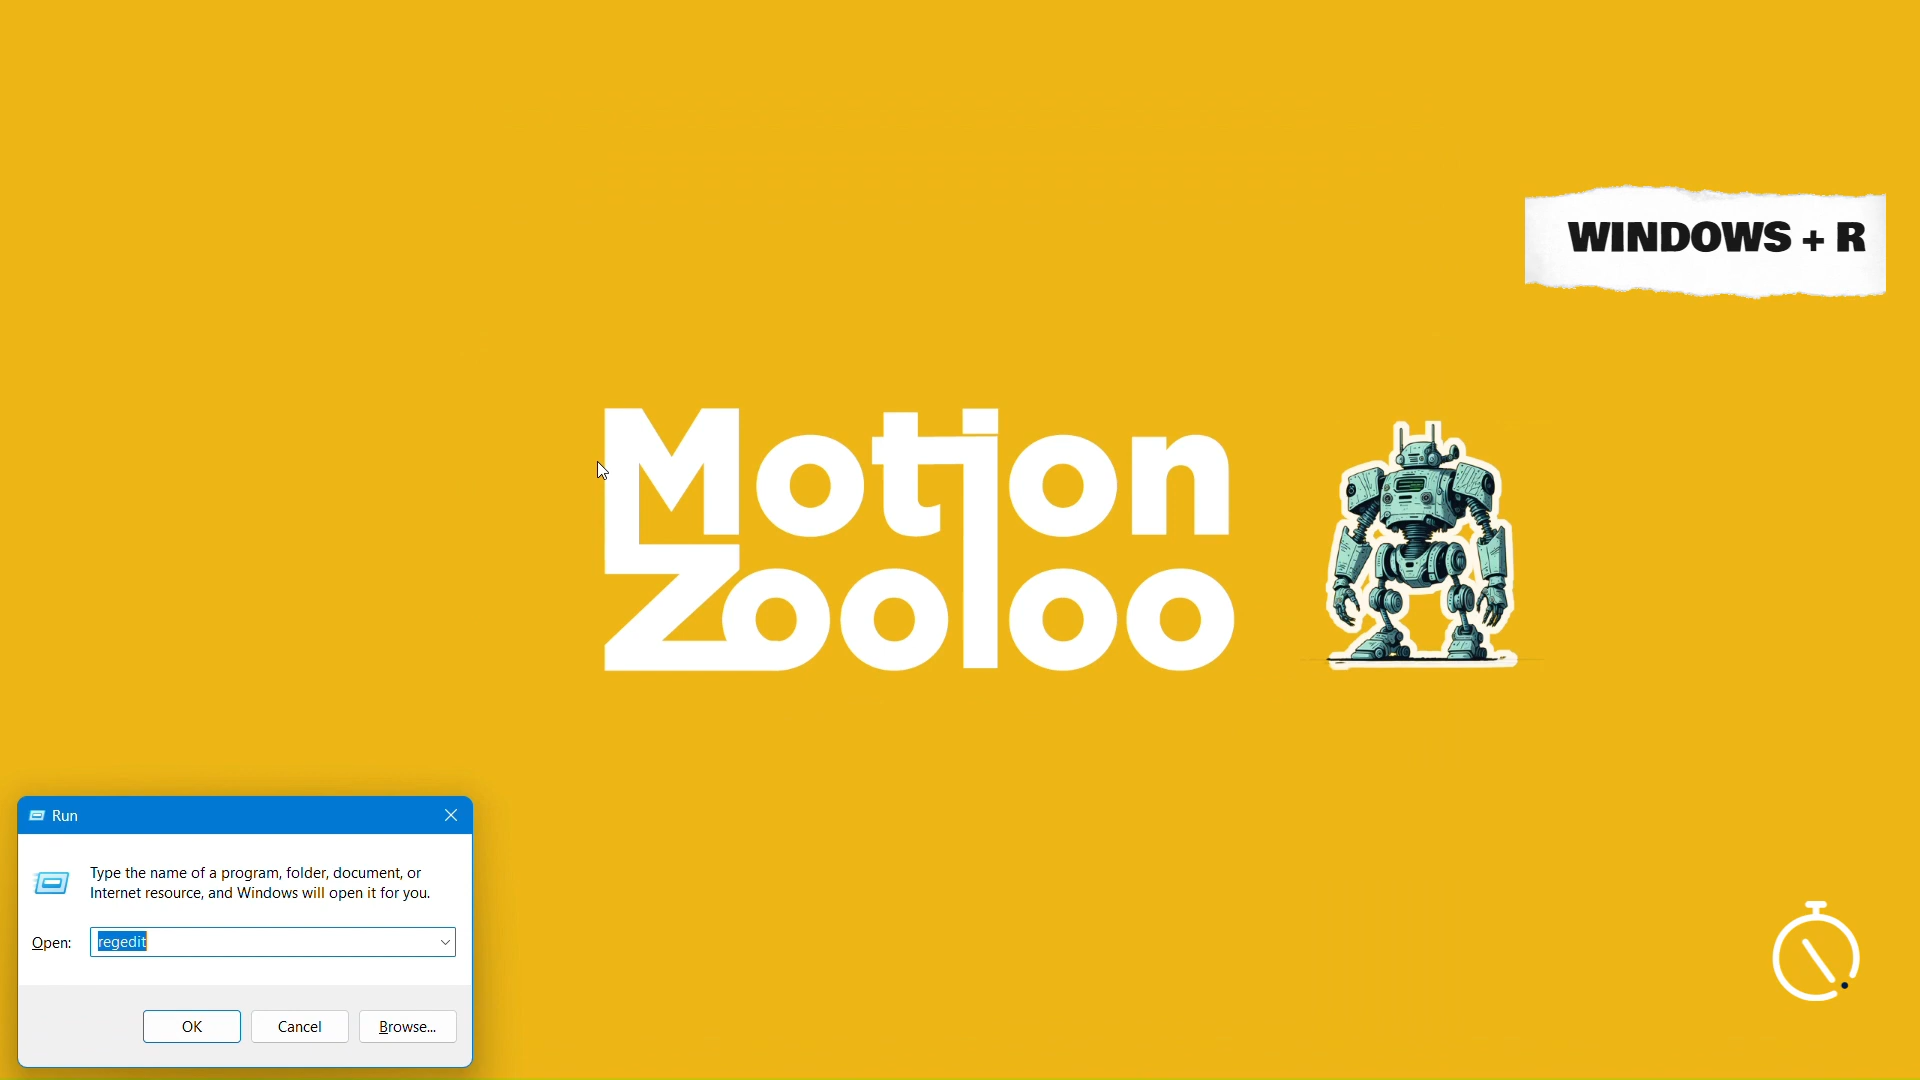 WINDOWS + R
Motion
Zooloo
Run
Type the name of a program, folder, document, or
Internet resource, and Windows will open it for you.
Open:
regedit
OK
Cancel
Browse...